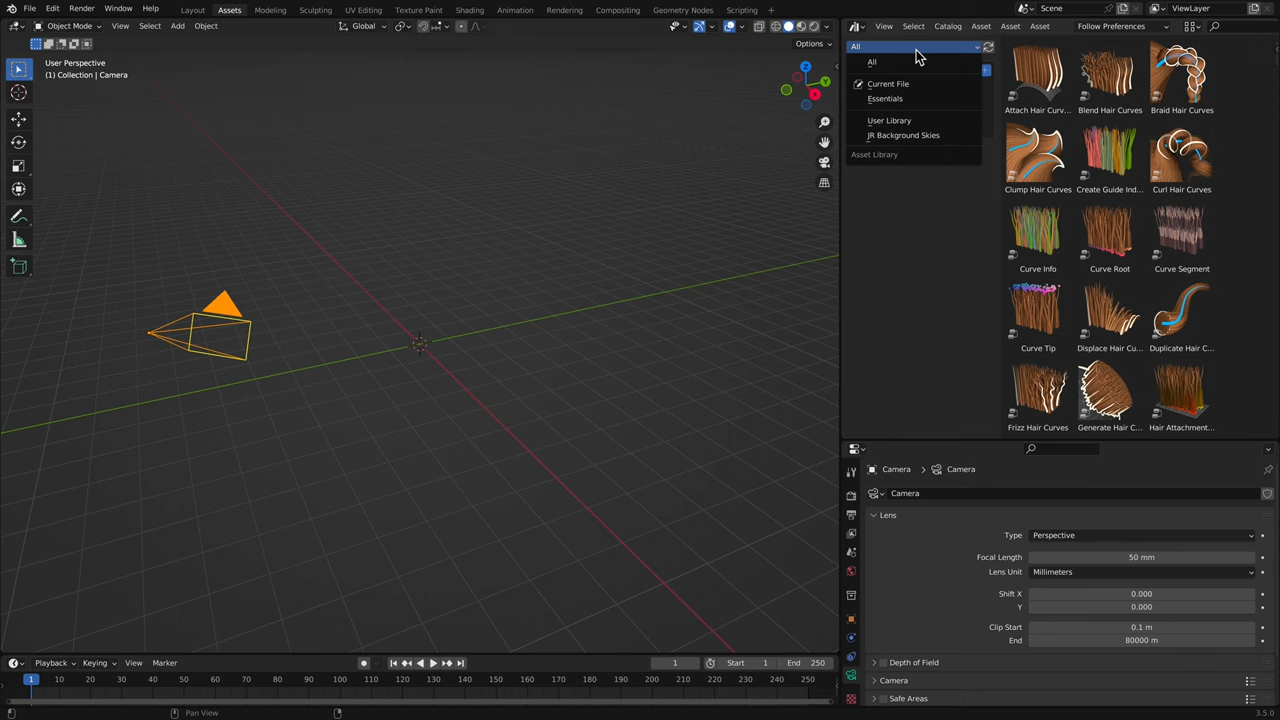 File Edit Render Window Help Layout Assets Modeling Sculpting UV Editing Texture Paint Shading Animation Rendering Compositing Geometry Nodes Scripting Scene ViewLayer
Object Mode View Select Add Object Global Options
User Perspective
(1) Collection | Camera
View Select Catalog Asset Asset Asset Follow Preferences
All
All
Current File
Essentials
User Library
JR Background Skies
Asset Library
Attach Hair Curv... Blend Hair Curves Braid Hair Curves
Clump Hair Curves Create Guide Ind... Curl Hair Curves
Curve Info Curve Root Curve Segment
Curve Tip Displace Hair Cu... Duplicate Hair C...
Frizz Hair Curves Generate Hair C... Hair Attachment...
X Y Z
Camera > Camera
Camera
Lens
Type Perspective
Focal Length 50 mm
Lens Unit Millimeters
Shift X 0.000
Y 0.000
Clip Start 0.1 m
End 80000 m
Depth of Field
Camera
Safe Areas
Playback Keying View Marker 1 Start 1 End 250
1 10 20 30 40 50 60 70 80 90 100 110 120 130 140 150 160 170 180 190 200 210 220 230 240 250
Pan View 3.5.0